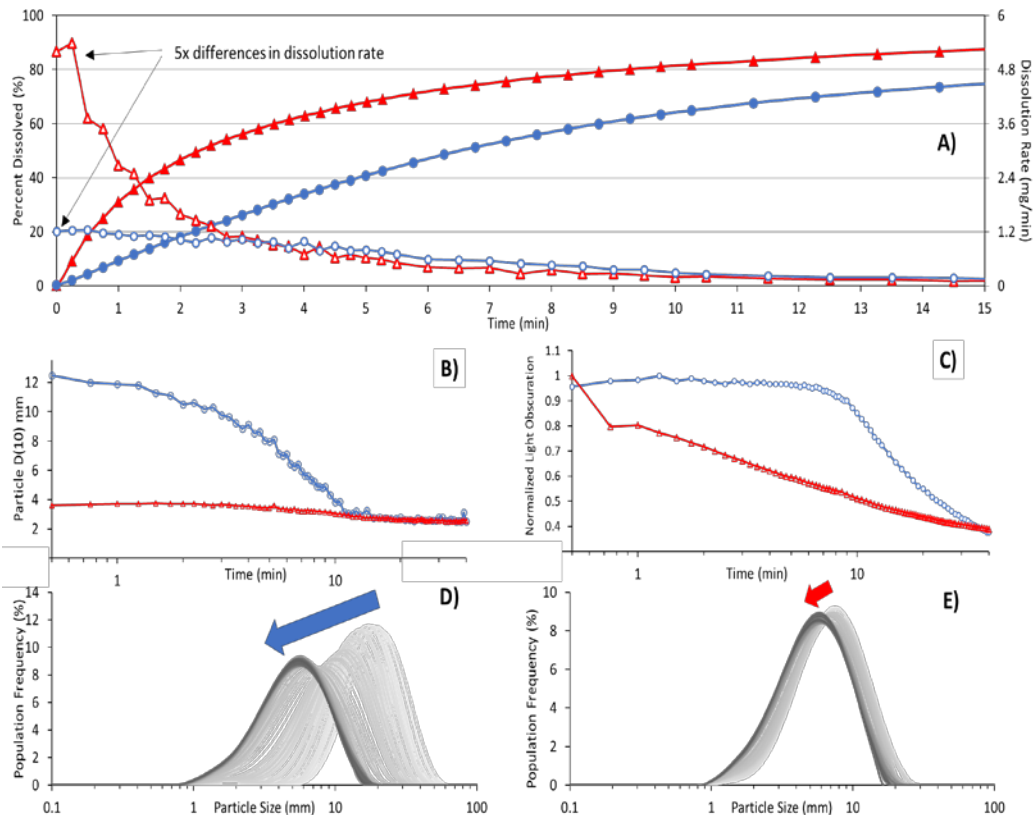 5x differences in dissolution rate
A)
Percent Dissolved (%)
100
80
60
40
20
0
Dissolution Rate (mg/min)
6
4.8
3.6
2.4
1.2
0
0 1 2 3 4 5 6 7 8 9 10 11 12 13 14 15
Time (min)
B)
Particle D(10) mm
12
10
8
6
4
2
1 10
Time (min)
C)
Normalized Light Obscuration
1.1
1
0.9
0.8
0.7
0.6
0.5
0.4
1 10
Time (min)
D)
Population Frequency (%)
14
12
10
8
6
4
2
0
0.1 1 10 100
Particle Size (mm)
E)
Population Frequency (%)
10
8
6
4
2
0
0.1 1 10 100
Particle Size (mm)